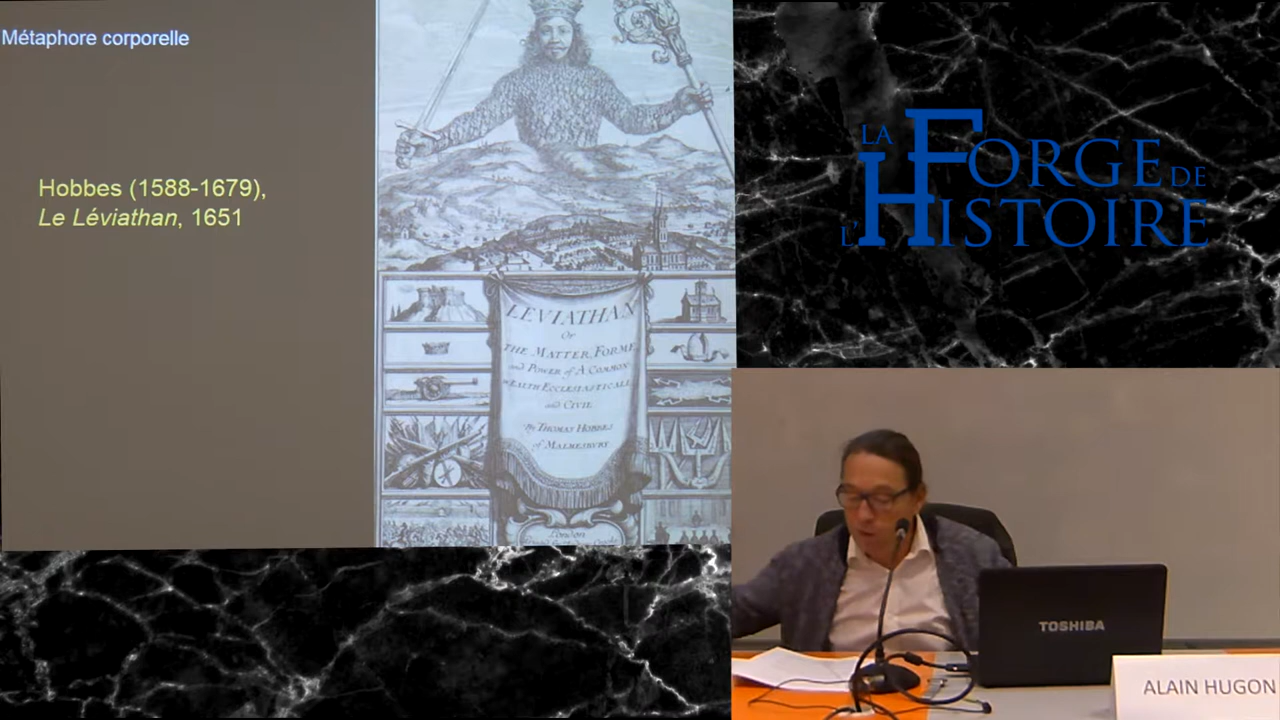 Métaphore corporelle
Hobbes (1588-1679),
Le Léviathan, 1651
LEVIATHAN
Or
THE MATTER, FORME
and POWER of A COMMON
WEALTH ECCLESIASTICALL
and CIVIL
By THOMAS HOBBES
of MALMESBURY
London
LA FORGE DE
L'HISTOIRE
TOSHIBA
ALAIN HUGON